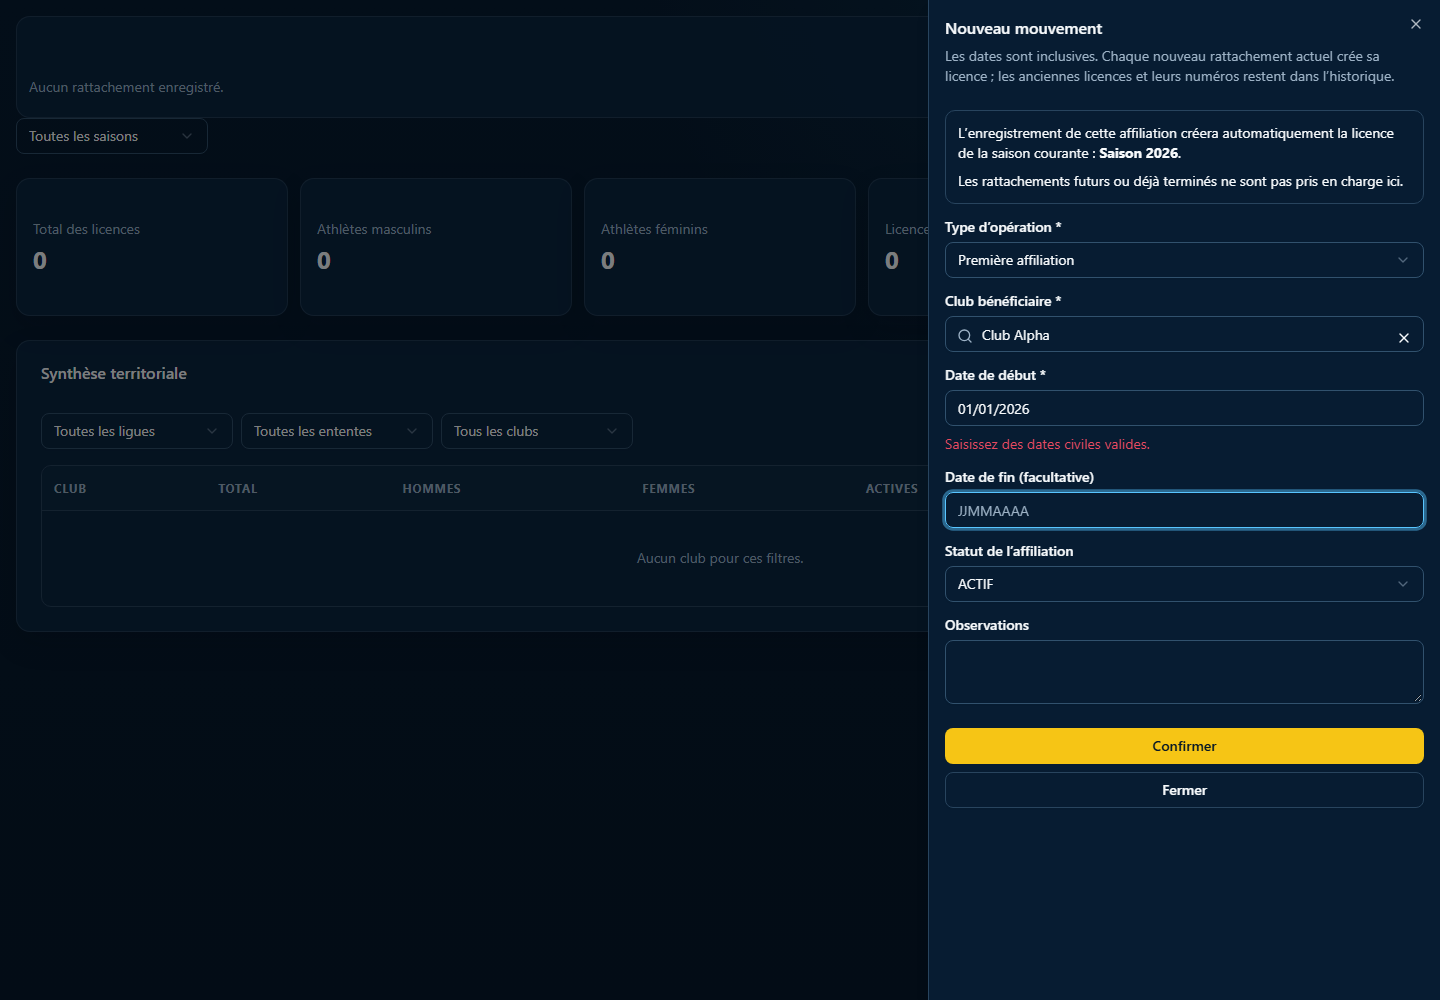 Aucun rattachement enregistré.
Toutes les saisons
Total des licences
0
Athlètes masculins
0
Athlètes féminins
0
Licence
0
Synthèse territoriale
Toutes les ligues
Toutes les ententes
Tous les clubs
CLUB
TOTAL
HOMMES
FEMMES
ACTIVES
Aucun club pour ces filtres.
Nouveau mouvement
Les dates sont inclusives. Chaque nouveau rattachement actuel crée sa
licence ; les anciennes licences et leurs numéros restent dans l’historique.
L’enregistrement de cette affiliation créera automatiquement la licence
de la saison courante : Saison 2026.
Les rattachements futurs ou déjà terminés ne sont pas pris en charge ici.
Type d’opération *
Première affiliation
Club bénéficiaire *
Club Alpha
Date de début *
01/01/2026
Saisissez des dates civiles valides.
Date de fin (facultative)
JJMMAAAA
Statut de l’affiliation
ACTIF
Observations
Confirmer
Fermer